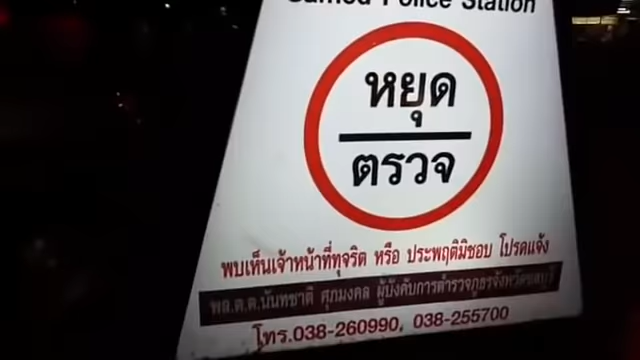 Samed Police Station
หยุด
ตรวจ
พบเห็นเจ้าหน้าที่ทุจริต หรือ ประพฤติมิชอบ โปรดแจ้ง
พล.ต.ต.นันทชาติ ศุภมงคล ผู้บังคับการตำรวจภูธรจังหวัดชลบุรี
โทร.038-260990, 038-255700